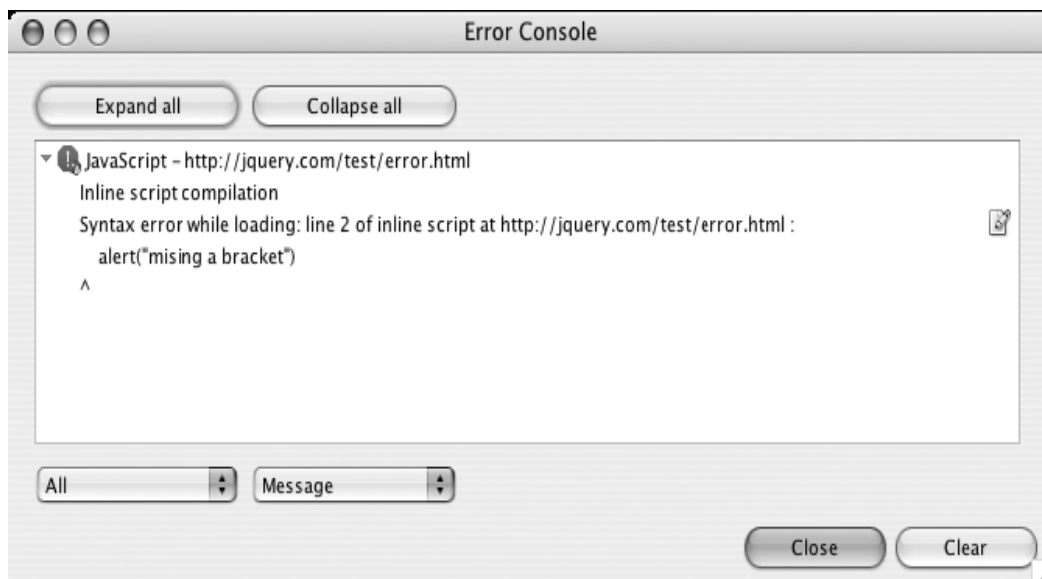 Error Console
Expand all
Collapse all
JavaScript – http://jquery.com/test/error.html
Inline script compilation
Syntax error while loading: line 2 of inline script at http://jquery.com/test/error.html :
alert("mising a bracket")
^
All
Message
Close
Clear